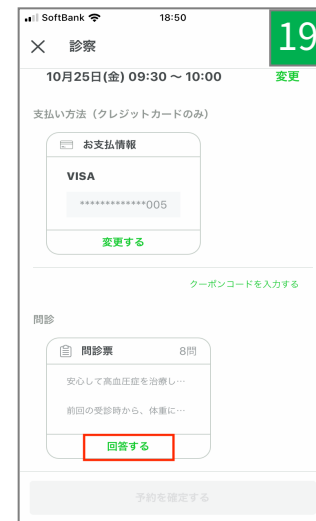 SoftBank 18:50
19
診察
10月25日(金) 09:30 ～ 10:00 変更
支払い方法（クレジットカードのみ）
お支払情報
VISA
*************005
変更する
クーポンコードを入力する
問診
問診票 8問
安心して高血圧症を治療し…
前回の受診時から、体重に…
回答する
予約を確定する